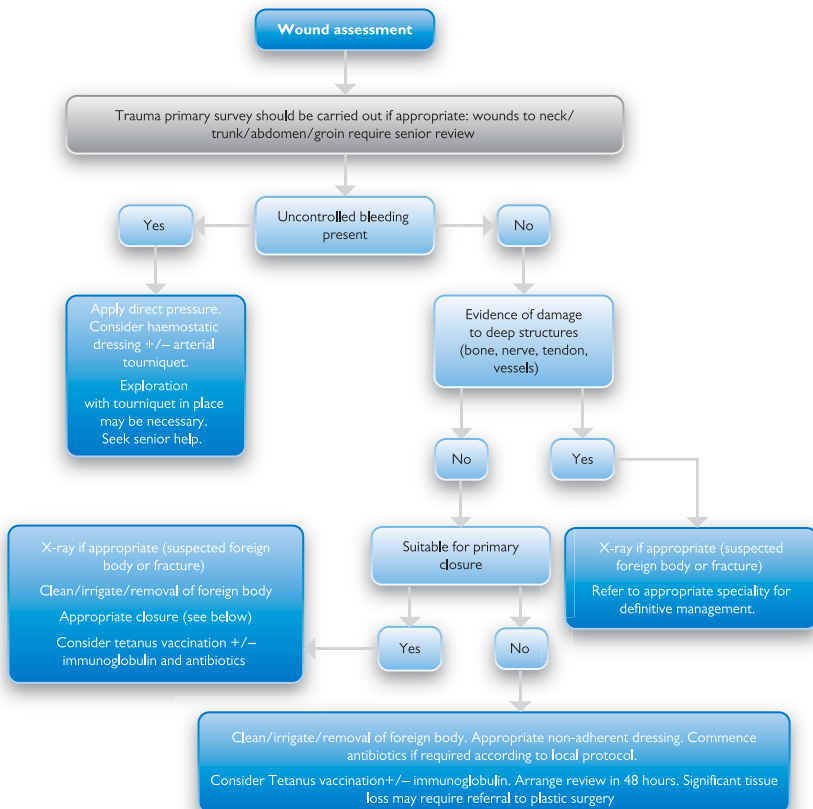 Wound assessment
Trauma primary survey should be carried out if appropriate: wounds to neck/
trunk/abdomen/groin require senior review
Yes
Uncontrolled bleeding
present
No
Apply direct pressure.
Consider haemostatic
dressing +/– arterial
tourniquet.
Exploration
with tourniquet in place
may be necessary.
Seek senior help.
Evidence of damage
to deep structures
(bone, nerve, tendon,
vessels)
No
Yes
X-ray if appropriate (suspected foreign
body or fracture)
Clean/irrigate/removal of foreign body
Appropriate closure (see below)
Consider tetanus vaccination +/–
immunoglobulin and antibiotics
Suitable for primary
closure
X-ray if appropriate (suspected
foreign body or fracture)
Refer to appropriate speciality for
definitive management.
Yes
No
Clean/irrigate/removal of foreign body. Appropriate non-adherent dressing. Commence
antibiotics if required according to local protocol.
Consider Tetanus vaccination+/– immunoglobulin. Arrange review in 48 hours. Significant tissue
loss may require referral to plastic surgery